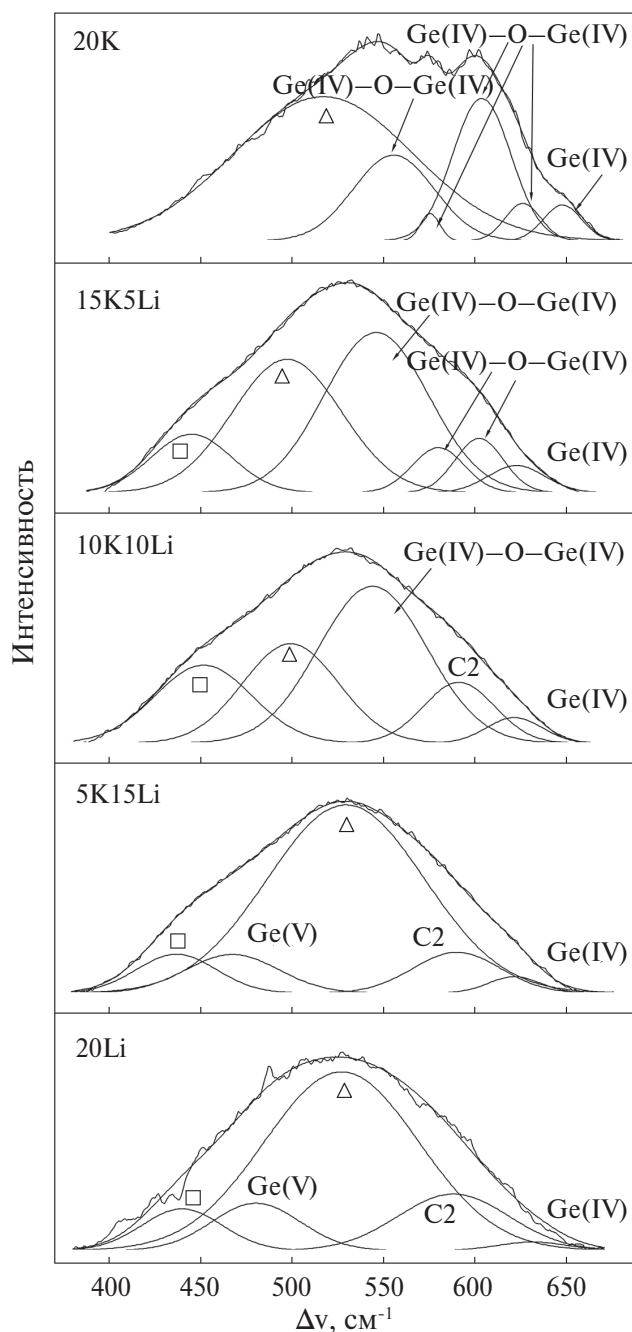 20K
Ge(IV)–O–Ge(IV)
Ge(IV)–O–Ge(IV)
△
Ge(IV)
15K5Li
Ge(IV)–O–Ge(IV)
Ge(IV)–O–Ge(IV)
△
Ge(IV)
□
10K10Li
Ge(IV)–O–Ge(IV)
△
C2
□
Ge(IV)
5K15Li
△
□
Ge(V)
C2
Ge(IV)
20Li
△
□
Ge(V)
C2
Ge(IV)
Интенсивность
400 450 500 550 600 650
Δν, см⁻¹